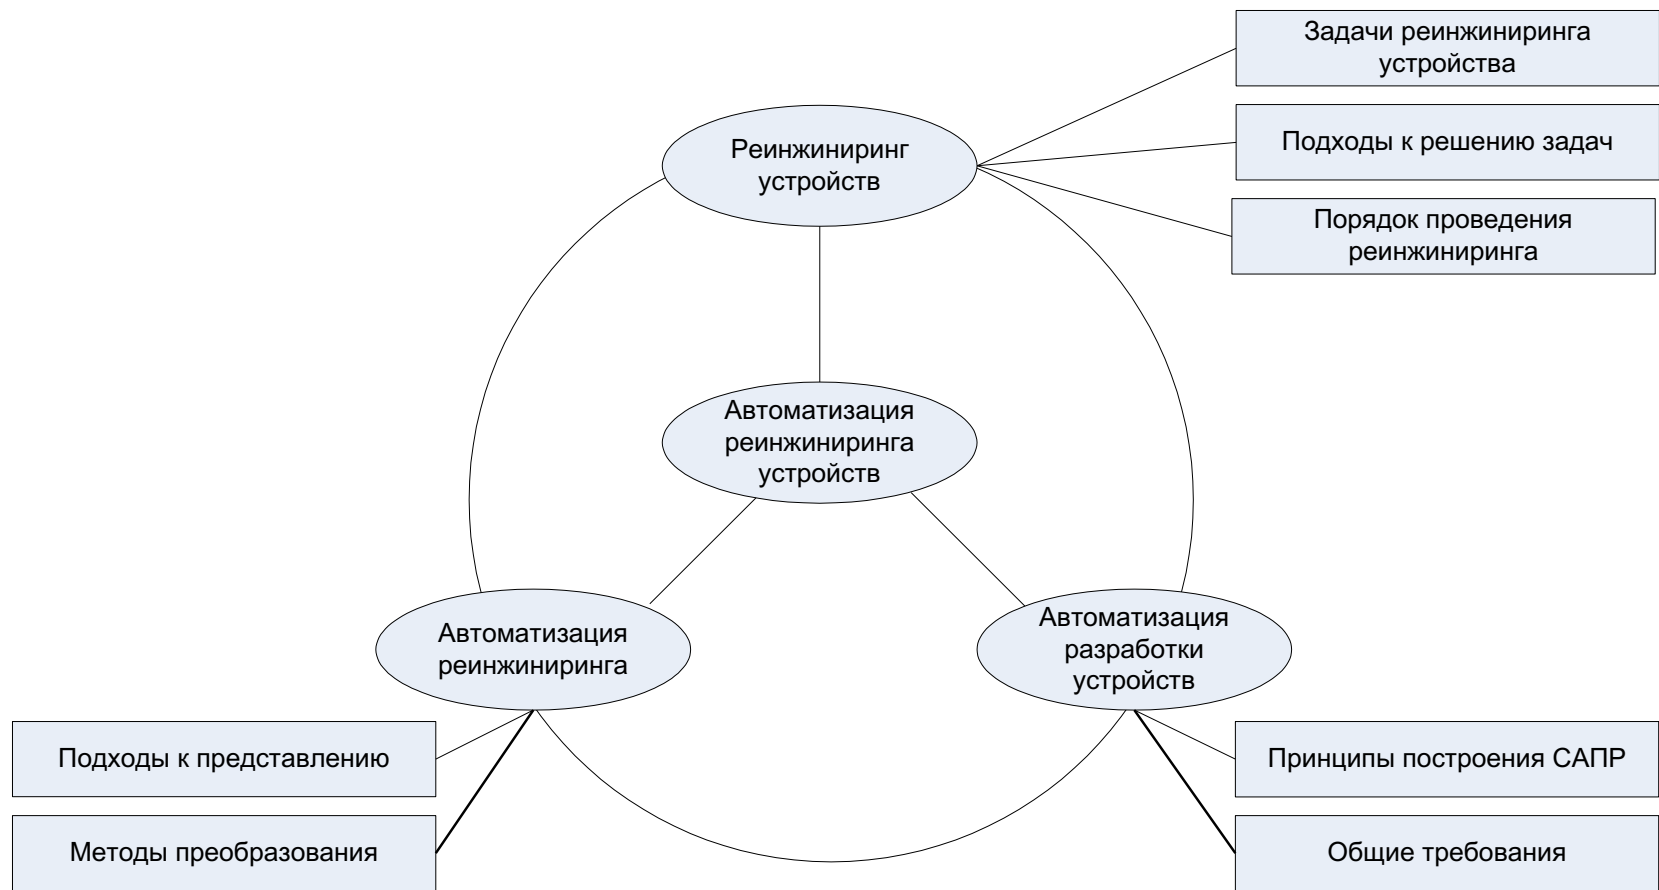 Задачи реинжиниринга
устройства
Реинжиниринг
устройств
Подходы к решению задач
Порядок проведения
реинжиниринга
Автоматизация
реинжиниринга
устройств
Автоматизация
реинжиниринга
Автоматизация
разработки
устройств
Подходы к представлению
Принципы построения САПР
Методы преобразования
Общие требования